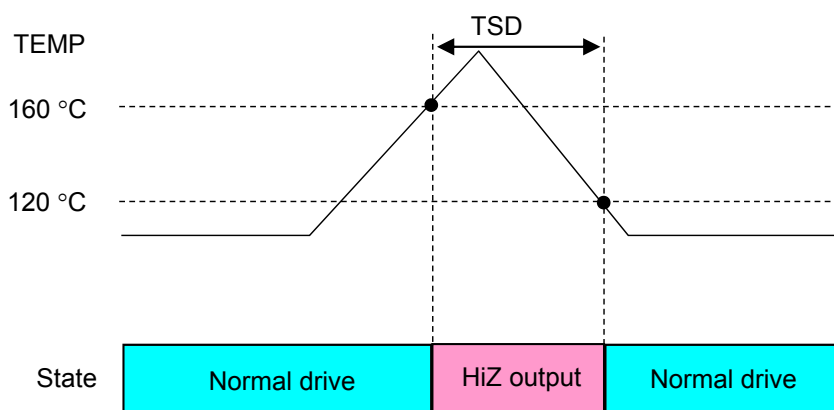 TSD
TEMP
160 °C
120 °C
State
Normal drive
HiZ output
Normal drive